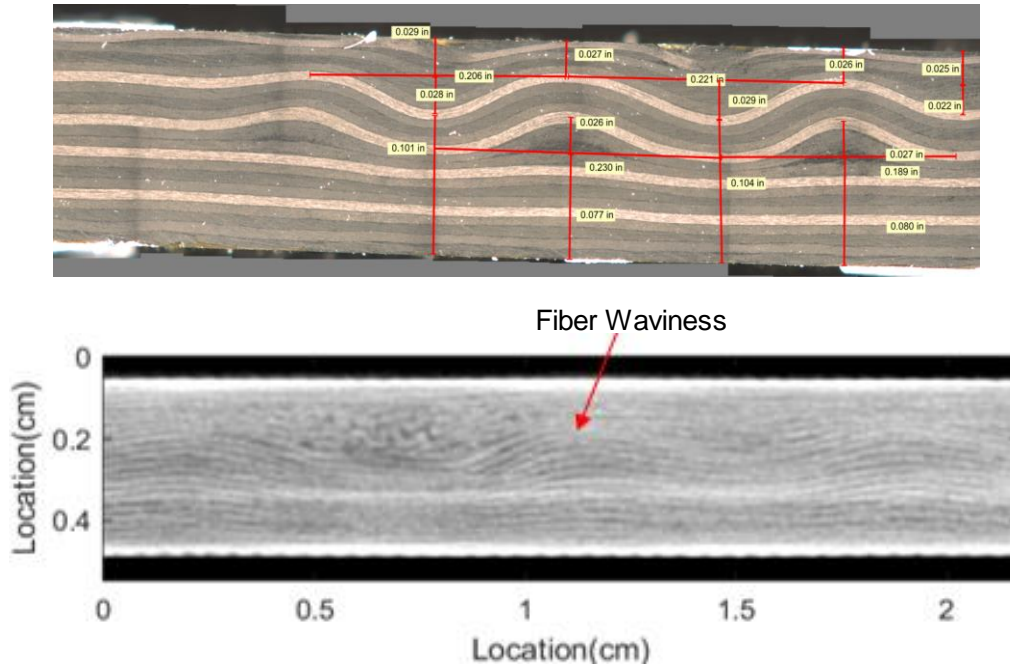 0.029 in
0.027 in
0.026 in
0.025 in
0.206 in
0.221 in
0.028 in
0.029 in
0.022 in
0.026 in
0.101 in
0.027 in
0.230 in
0.189 in
0.104 in
0.077 in
0.080 in
Fiber Waviness
0
0.2
0.4
Location(cm)
0
0.5
1
1.5
2
Location(cm)